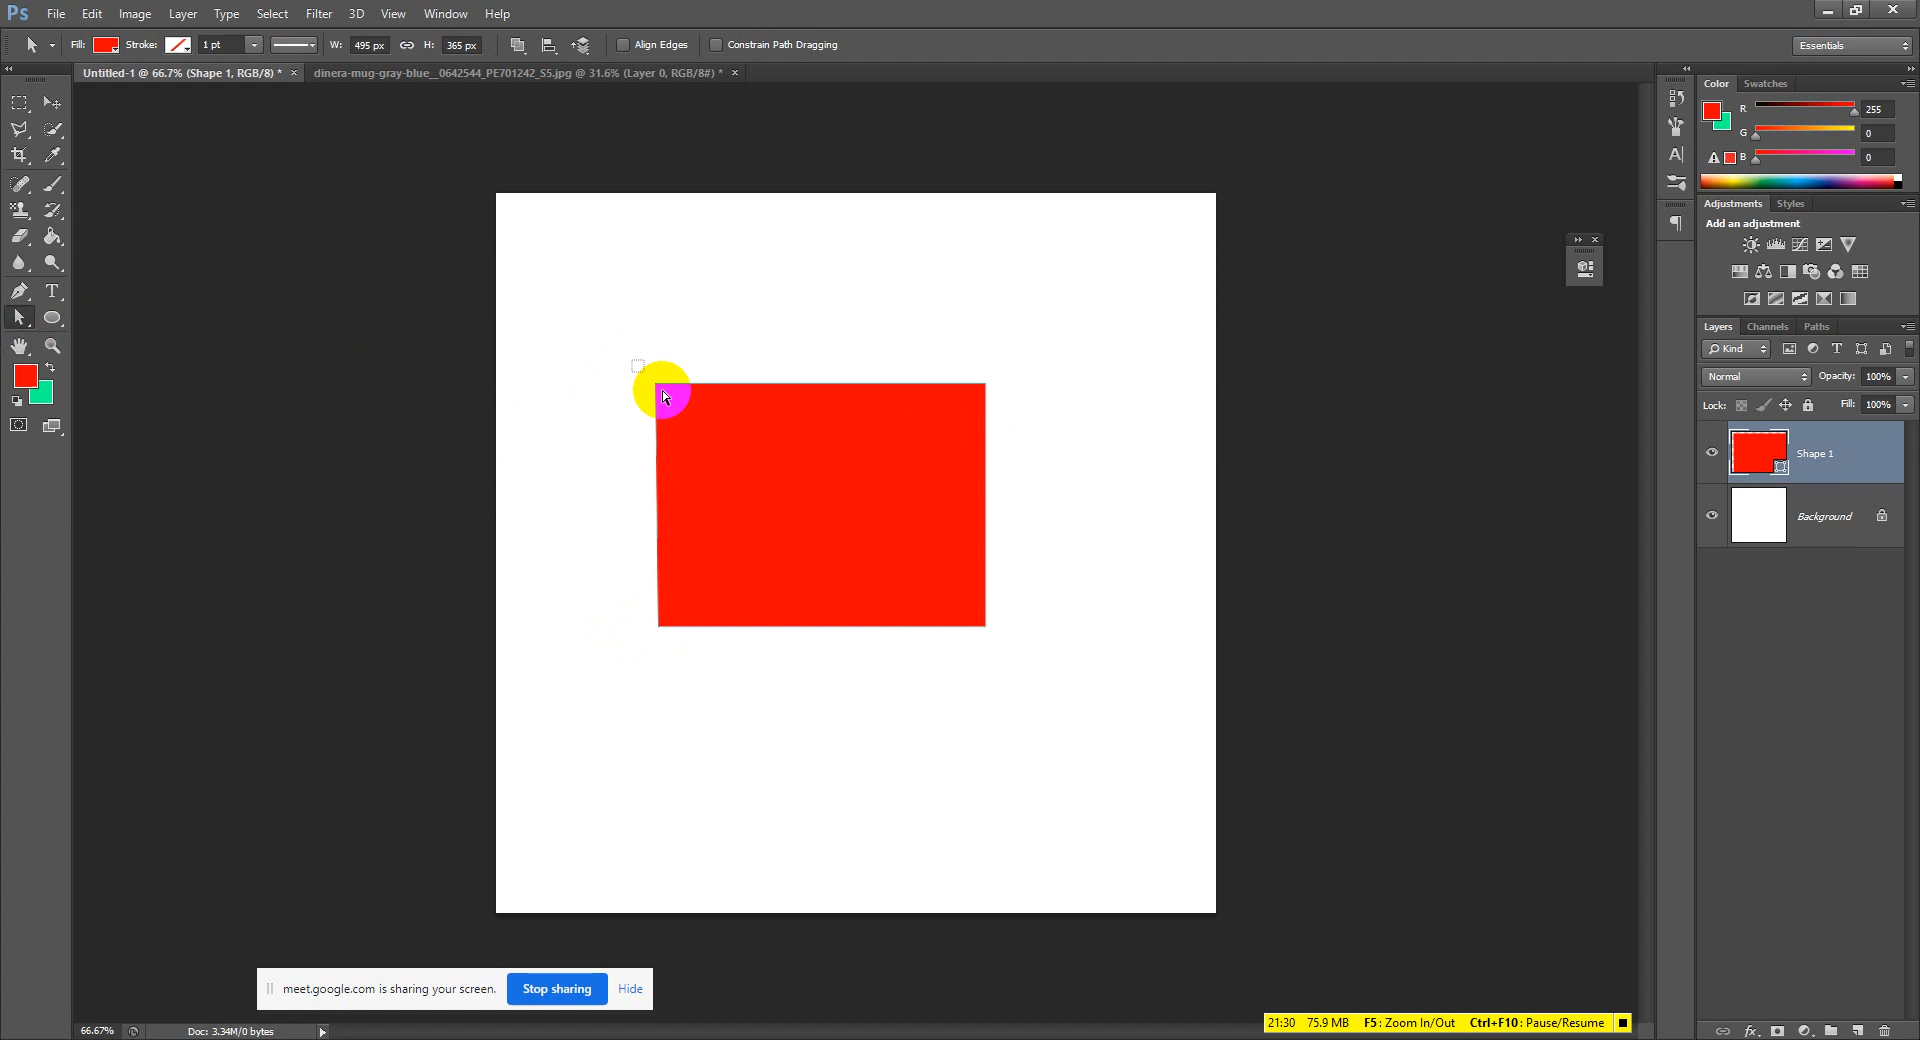 Ps File Edit Image Layer Type Select Filter 3D View Window Help
Fill: Stroke: 1 pt W: 495 px H: 365 px Align Edges Constrain Path Dragging Essentials
Untitled-1 @ 66.7% (Shape 1, RGB/8) * × dinera-mug-gray-blue__0642544_PE701242_S5.jpg @ 31.6% (Layer 0, RGB/8#) * ×
Color Swatches
R 255
G 0
B 0
Adjustments Styles
Add an adjustment
Layers Channels Paths
Kind
Normal Opacity: 100%
Lock: Fill: 100%
Shape 1
Background
meet.google.com is sharing your screen. Stop sharing Hide
66.67% Doc: 3.34M/0 bytes
21:30 75.9 MB F5: Zoom In/Out Ctrl+F10: Pause/Resume